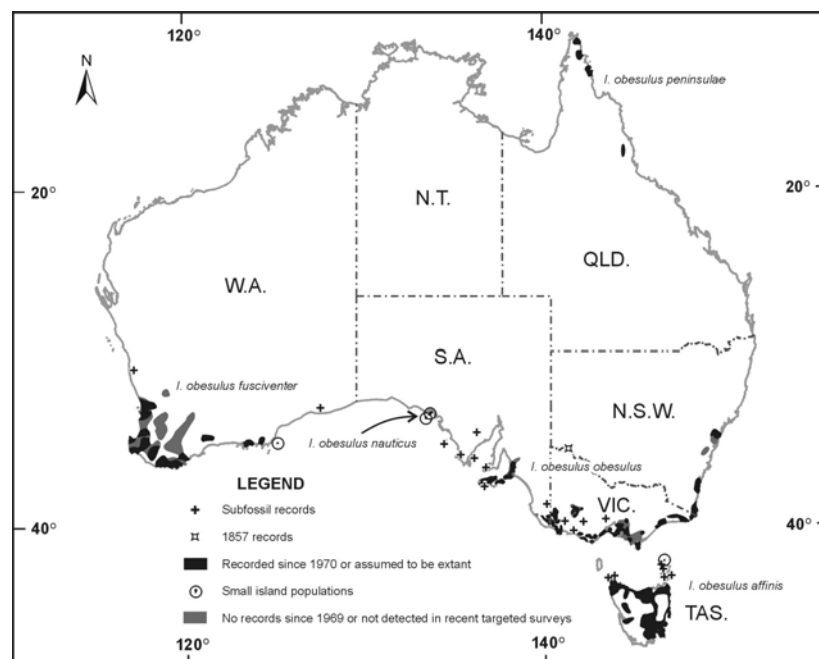 120° 140°
N
I. obesulus peninsulae
20° 20°
N.T.
QLD.
W.A.
S.A.
I. obesulus fusciventer
N.S.W.
I. obesulus nauticus
I. obesulus obesulus
LEGEND
Subfossil records
VIC.
1857 records
40° 40°
Recorded since 1970 or assumed to be extant
Small island populations
I. obesulus affinis
No records since 1969 or not detected in recent targeted surveys
TAS.
120° 140°